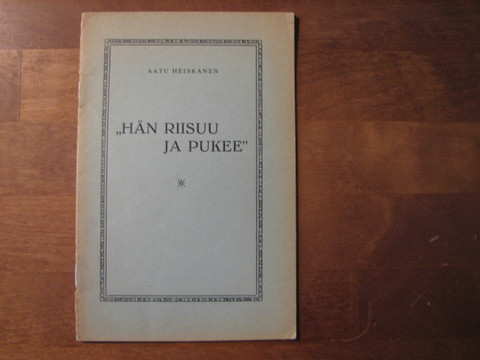 AATU HEISKANEN
„HÄN RIISUU
JA PUKEE”